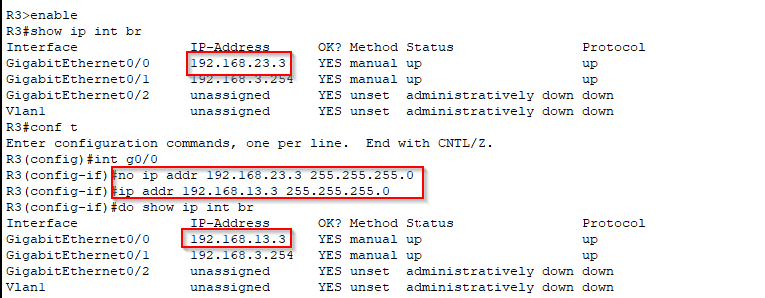 R3>enable
R3#show ip int br
Interface IP-Address OK? Method Status Protocol
GigabitEthernet0/0 192.168.23.3 YES manual up up
GigabitEthernet0/1 192.168.3.254 YES manual up up
GigabitEthernet0/2 unassigned YES unset administratively down down
Vlan1 unassigned YES unset administratively down down
R3#conf t
Enter configuration commands, one per line. End with CNTL/Z.
R3(config)#int g0/0
R3(config-if)#no ip addr 192.168.23.3 255.255.255.0
R3(config-if)#ip addr 192.168.13.3 255.255.255.0
R3(config-if)#do show ip int br
Interface IP-Address OK? Method Status Protocol
GigabitEthernet0/0 192.168.13.3 YES manual up up
GigabitEthernet0/1 192.168.3.254 YES manual up up
GigabitEthernet0/2 unassigned YES unset administratively down down
Vlan1 unassigned YES unset administratively down down